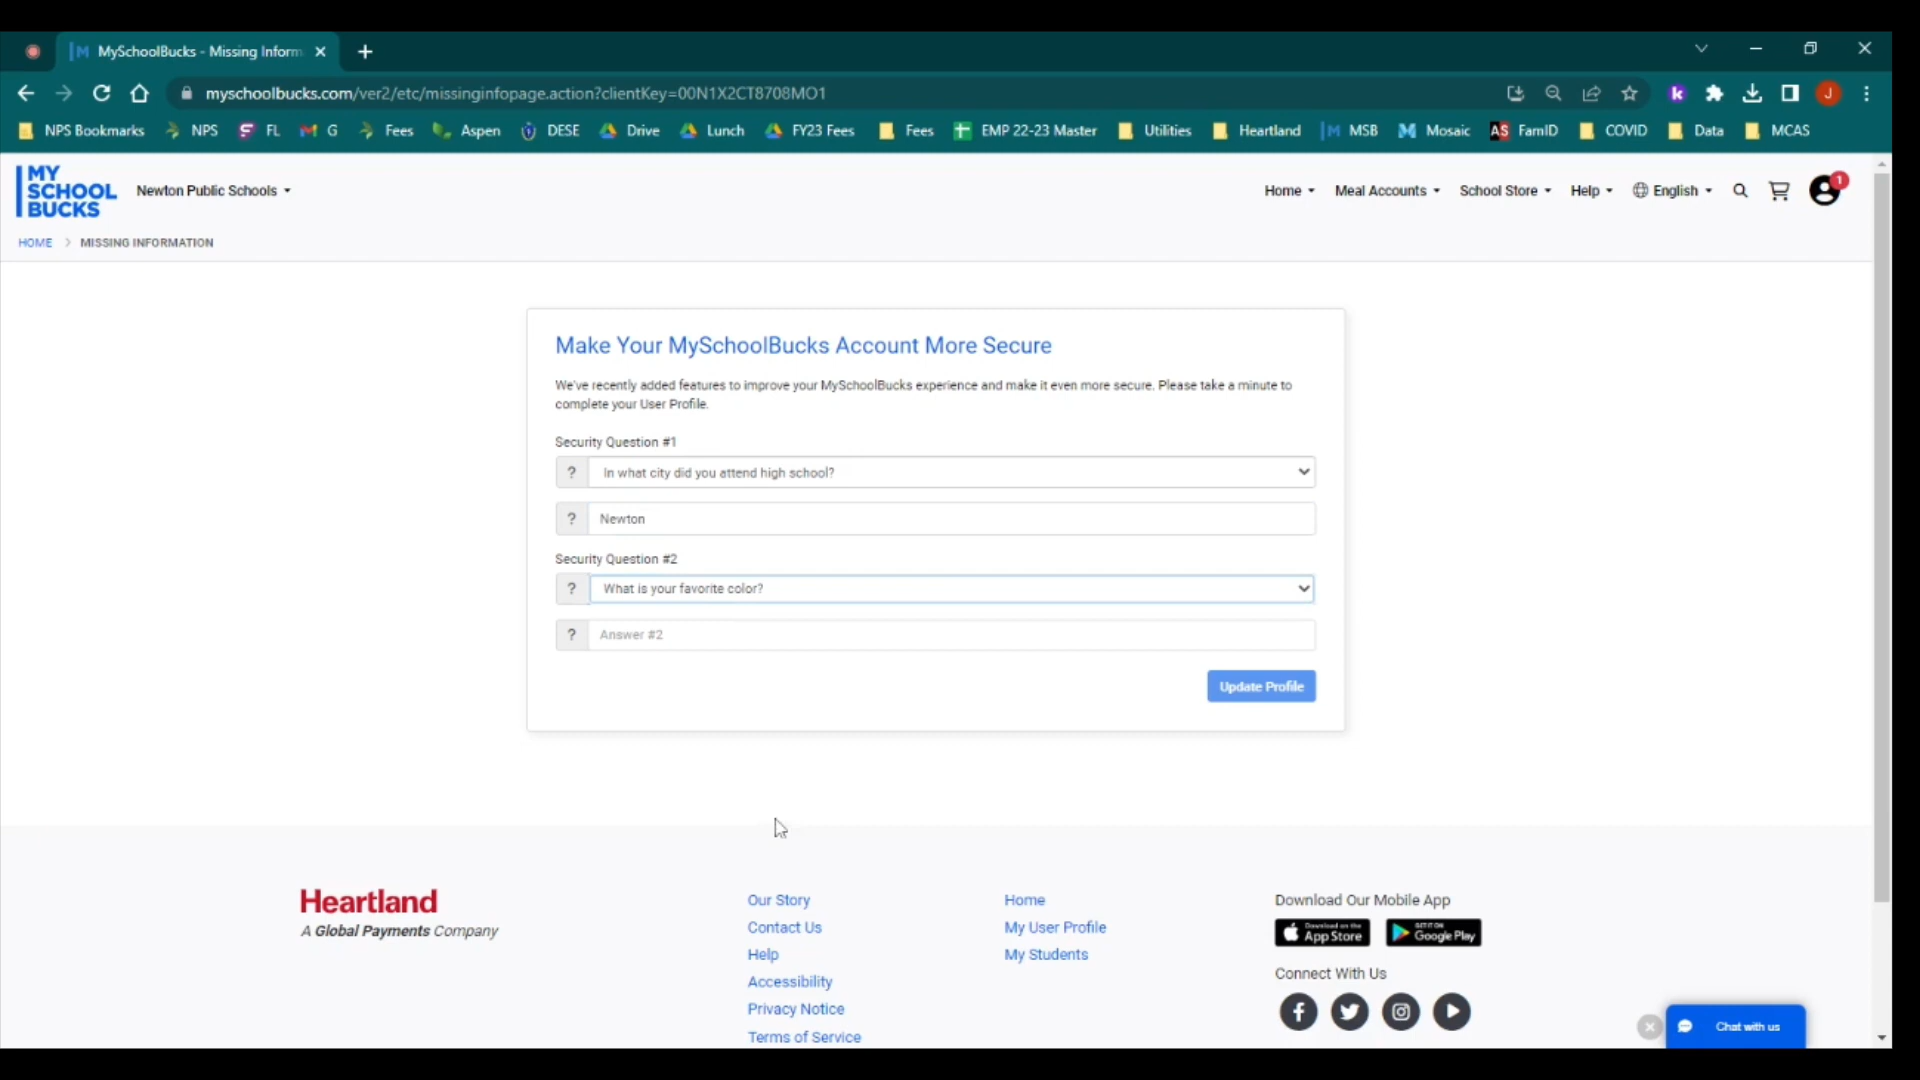 MySchoolBucks - Missing Inform
myschoolbucks.com/ver2/etc/missinginfopage.action?clientKey=00N1X2CT8708MO1
k
J
NPS Bookmarks NPS FL G Fees Aspen DESE Drive Lunch FY23 Fees Fees EMP 22-23 Master Utilities Heartland MSB Mosaic AS FamID COVID Data MCAS
MY
SCHOOL
BUCKS
Newton Public Schools
Home Meal Accounts School Store Help English 1
HOME > MISSING INFORMATION
Make Your MySchoolBucks Account More Secure
We've recently added features to improve your MySchoolBucks experience and make it even more secure. Please take a minute to
complete your User Profile.
Security Question #1
? In what city did you attend high school?
? Newton
Security Question #2
? What is your favorite color?
? Answer #2
Update Profile
Heartland
A Global Payments Company
Our Story
Contact Us
Help
Accessibility
Privacy Notice
Terms of Service
Home
My User Profile
My Students
Download Our Mobile App
Download on the
App Store
GET IT ON
Google Play
Connect With Us
Chat with us